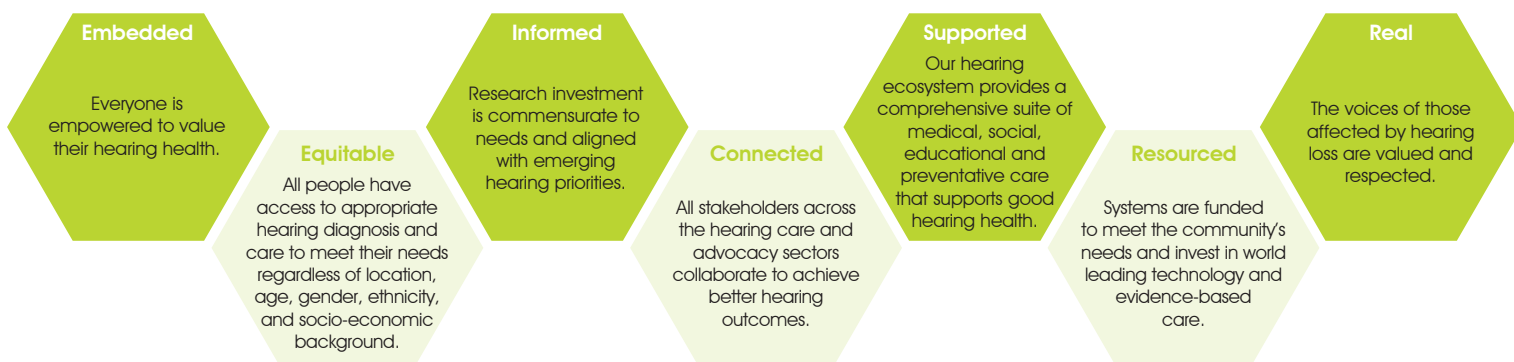 Embedded
Everyone is
empowered to value
their hearing health.
Equitable
All people have
access to appropriate
hearing diagnosis and
care to meet their needs
regardless of location,
age, gender, ethnicity,
and socio-economic
background.
Informed
Research investment
is commensurate to
needs and aligned
with emerging
hearing priorities.
Connected
All stakeholders across
the hearing care and
advocacy sectors
collaborate to achieve
better hearing
outcomes.
Supported
Our hearing
ecosystem provides a
comprehensive suite of
medical, social,
educational and
preventative care
that supports good
hearing health.
Resourced
Systems are funded
to meet the community’s
needs and invest in world
leading technology and
evidence-based
care.
Real
The voices of those
affected by hearing
loss are valued and
respected.